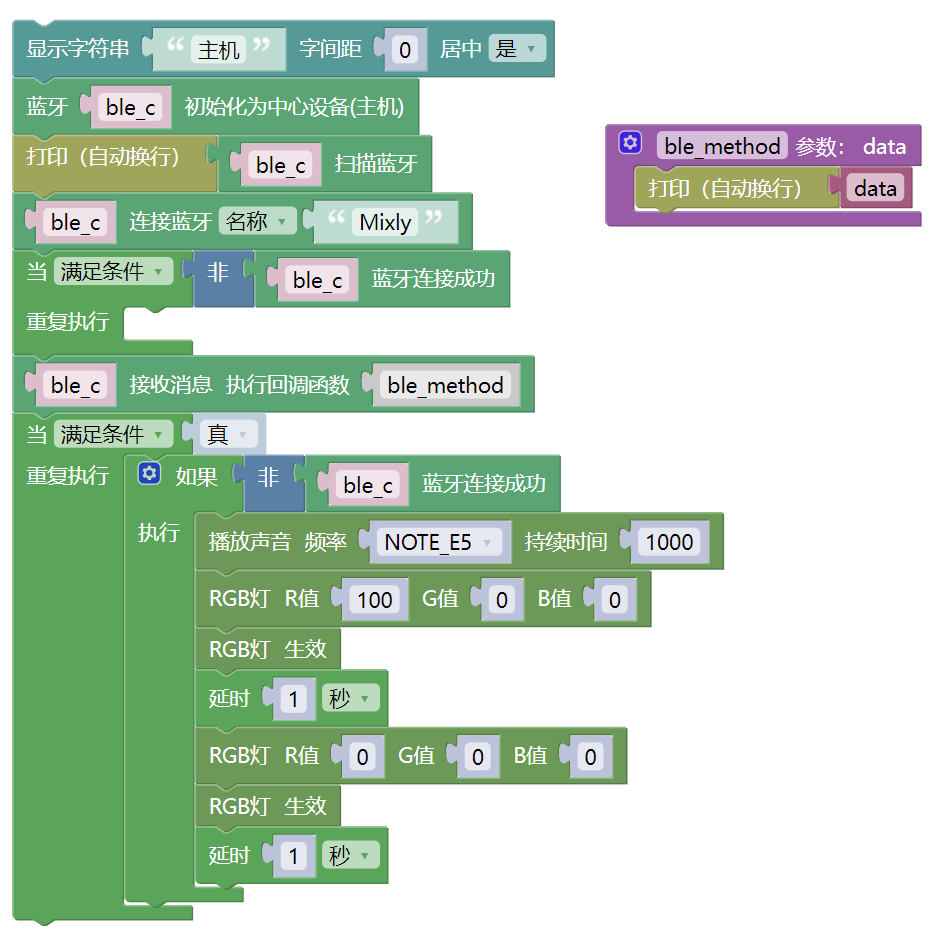 显示字符串 “ 主机 ” 字间距 0 居中 是
蓝牙 ble_c 初始化为中心设备(主机)
打印（自动换行） ble_c 扫描蓝牙
ble_c 连接蓝牙 名称 “ Mixly ”
当 满足条件 非 ble_c 蓝牙连接成功
重复执行
ble_c 接收消息 执行回调函数 ble_method
当 满足条件 真
重复执行 如果 非 ble_c 蓝牙连接成功
执行 播放声音 频率 NOTE_E5 持续时间 1000
RGB灯 R值 100 G值 0 B值 0
RGB灯 生效
延时 1 秒
RGB灯 R值 0 G值 0 B值 0
RGB灯 生效
延时 1 秒
ble_method 参数： data
打印（自动换行） data